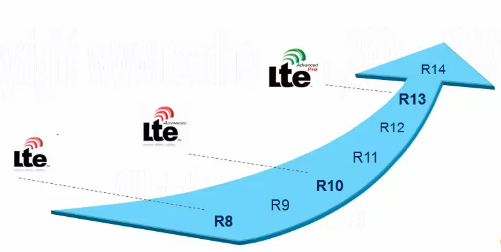 R14
Advanced
Pro
LTE
R13
ADVANCED
LTE
R12
R11
LTE
R10
R9
R8